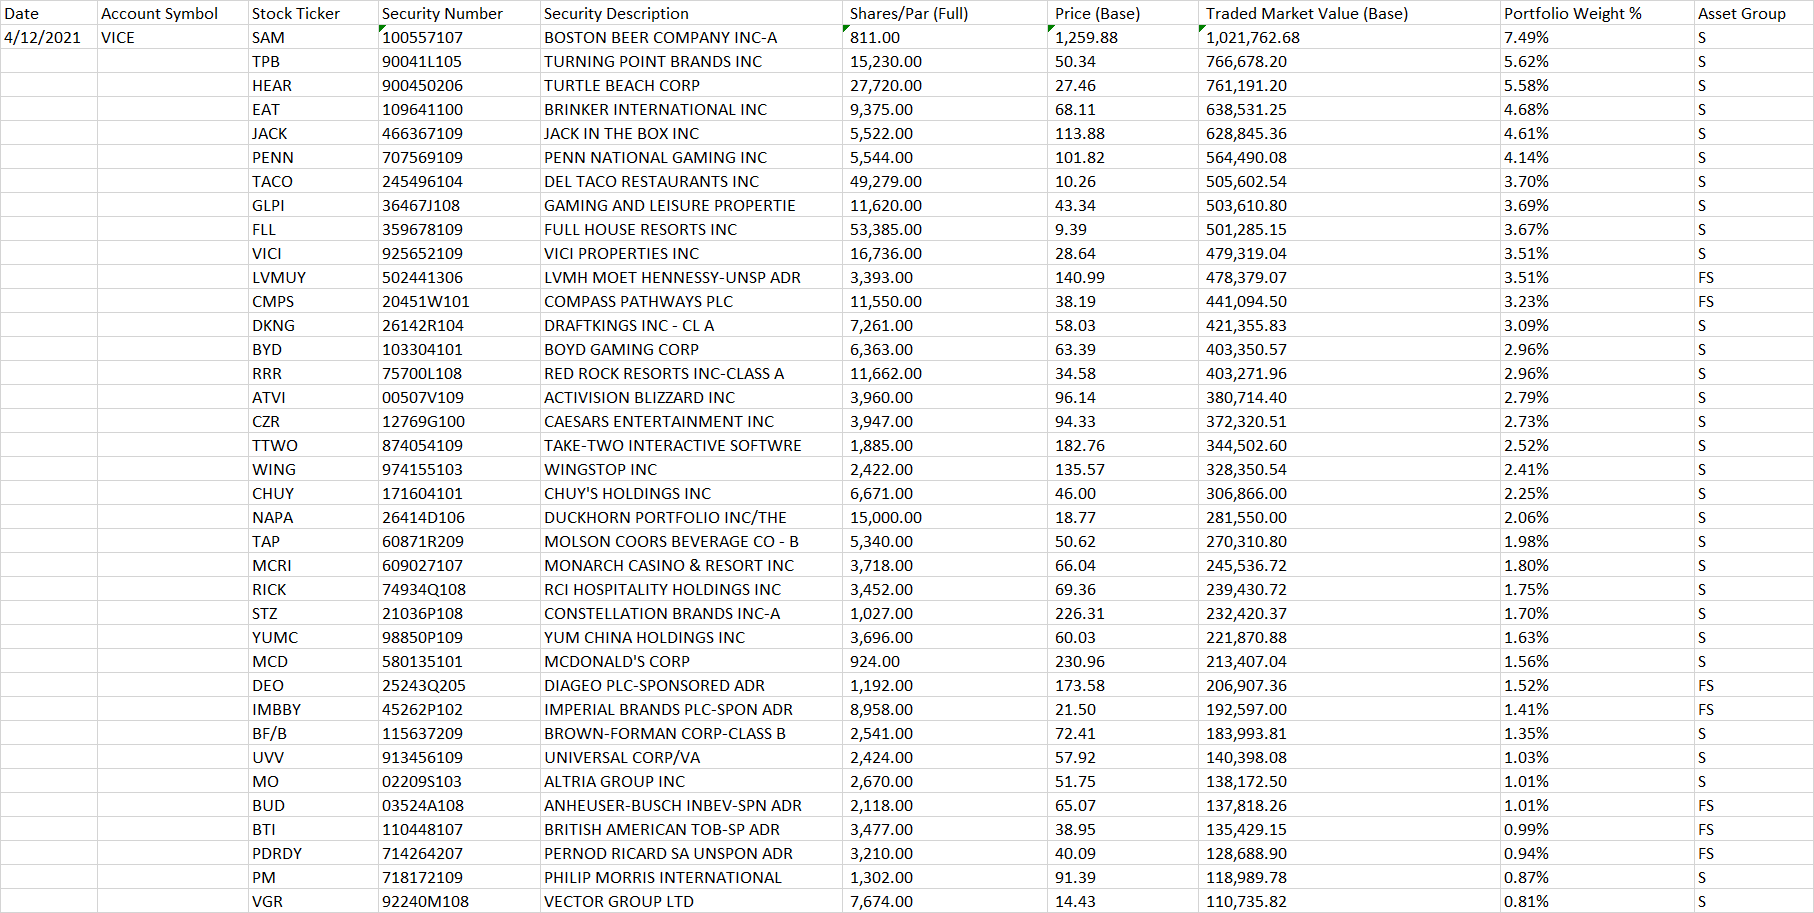 Date Account Symbol Stock Ticker Security Number Security Description Shares/Par (Full) Price (Base) Traded Market Value (Base) Portfolio Weight % Asset Group
4/12/2021 VICE SAM 100557107 BOSTON BEER COMPANY INC-A 811.00 1,259.88 1,021,762.68 7.49% S
TPB 90041L105 TURNING POINT BRANDS INC 15,230.00 50.34 766,678.20 5.62% S
HEAR 900450206 TURTLE BEACH CORP 27,720.00 27.46 761,191.20 5.58% S
EAT 109641100 BRINKER INTERNATIONAL INC 9,375.00 68.11 638,531.25 4.68% S
JACK 466367109 JACK IN THE BOX INC 5,522.00 113.88 628,845.36 4.61% S
PENN 707569109 PENN NATIONAL GAMING INC 5,544.00 101.82 564,490.08 4.14% S
TACO 245496104 DEL TACO RESTAURANTS INC 49,279.00 10.26 505,602.54 3.70% S
GLPI 36467J108 GAMING AND LEISURE PROPERTIE 11,620.00 43.34 503,610.80 3.69% S
FLL 359678109 FULL HOUSE RESORTS INC 53,385.00 9.39 501,285.15 3.67% S
VICI 925652109 VICI PROPERTIES INC 16,736.00 28.64 479,319.04 3.51% S
LVMUY 502441306 LVMH MOET HENNESSY-UNSP ADR 3,393.00 140.99 478,379.07 3.51% FS
CMPS 20451W101 COMPASS PATHWAYS PLC 11,550.00 38.19 441,094.50 3.23% FS
DKNG 26142R104 DRAFTKINGS INC - CL A 7,261.00 58.03 421,355.83 3.09% S
BYD 103304101 BOYD GAMING CORP 6,363.00 63.39 403,350.57 2.96% S
RRR 75700L108 RED ROCK RESORTS INC-CLASS A 11,662.00 34.58 403,271.96 2.96% S
ATVI 00507V109 ACTIVISION BLIZZARD INC 3,960.00 96.14 380,714.40 2.79% S
CZR 12769G100 CAESARS ENTERTAINMENT INC 3,947.00 94.33 372,320.51 2.73% S
TTWO 874054109 TAKE-TWO INTERACTIVE SOFTWRE 1,885.00 182.76 344,502.60 2.52% S
WING 974155103 WINGSTOP INC 2,422.00 135.57 328,350.54 2.41% S
CHUY 171604101 CHUY'S HOLDINGS INC 6,671.00 46.00 306,866.00 2.25% S
NAPA 26414D106 DUCKHORN PORTFOLIO INC/THE 15,000.00 18.77 281,550.00 2.06% S
TAP 60871R209 MOLSON COORS BEVERAGE CO - B 5,340.00 50.62 270,310.80 1.98% S
MCRI 609027107 MONARCH CASINO & RESORT INC 3,718.00 66.04 245,536.72 1.80% S
RICK 74934Q108 RCI HOSPITALITY HOLDINGS INC 3,452.00 69.36 239,430.72 1.75% S
STZ 21036P108 CONSTELLATION BRANDS INC-A 1,027.00 226.31 232,420.37 1.70% S
YUMC 98850P109 YUM CHINA HOLDINGS INC 3,696.00 60.03 221,870.88 1.63% S
MCD 580135101 MCDONALD'S CORP 924.00 230.96 213,407.04 1.56% S
DEO 25243Q205 DIAGEO PLC-SPONSORED ADR 1,192.00 173.58 206,907.36 1.52% FS
IMBBY 45262P102 IMPERIAL BRANDS PLC-SPON ADR 8,958.00 21.50 192,597.00 1.41% FS
BF/B 115637209 BROWN-FORMAN CORP-CLASS B 2,541.00 72.41 183,993.81 1.35% S
UVV 913456109 UNIVERSAL CORP/VA 2,424.00 57.92 140,398.08 1.03% S
MO 02209S103 ALTRIA GROUP INC 2,670.00 51.75 138,172.50 1.01% S
BUD 03524A108 ANHEUSER-BUSCH INBEV-SPN ADR 2,118.00 65.07 137,818.26 1.01% FS
BTI 110448107 BRITISH AMERICAN TOB-SP ADR 3,477.00 38.95 135,429.15 0.99% FS
PDRDY 714264207 PERNOD RICARD SA UNSPON ADR 3,210.00 40.09 128,688.90 0.94% FS
PM 718172109 PHILIP MORRIS INTERNATIONAL 1,302.00 91.39 118,989.78 0.87% S
VGR 92240M108 VECTOR GROUP LTD 7,674.00 14.43 110,735.82 0.81% S